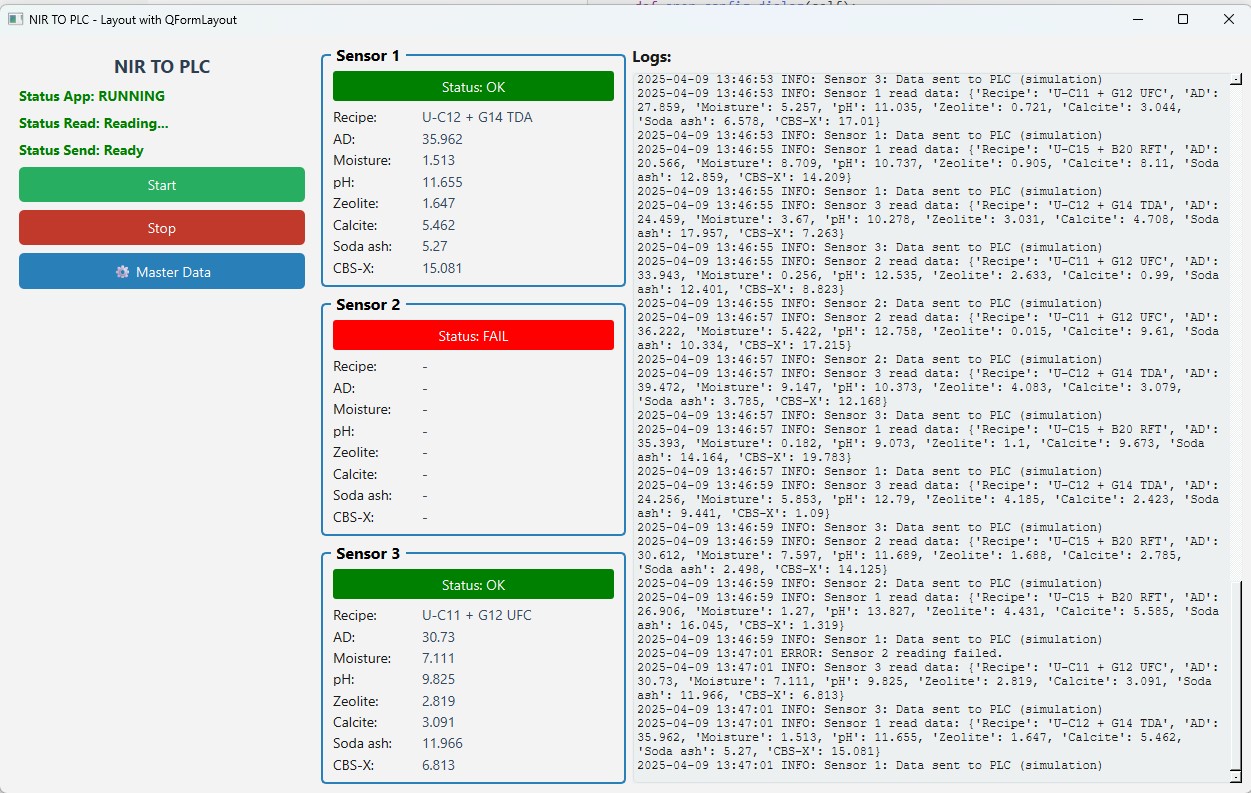 NIR TO PLC - Layout with QFormLayout
NIR TO PLC
Status App: RUNNING
Status Read: Reading...
Status Send: Ready
Start
Stop
Master Data
Sensor 1
Status: OK
Recipe: U-C12 + G14 TDA
AD: 35.962
Moisture: 1.513
pH: 11.655
Zeolite: 1.647
Calcite: 5.462
Soda ash: 5.27
CBS-X: 15.081
Sensor 2
Status: FAIL
Recipe: -
AD: -
Moisture: -
pH: -
Zeolite: -
Calcite: -
Soda ash: -
CBS-X: -
Sensor 3
Status: OK
Recipe: U-C11 + G12 UFC
AD: 30.73
Moisture: 7.111
pH: 9.825
Zeolite: 2.819
Calcite: 3.091
Soda ash: 11.966
CBS-X: 6.813
Logs:
2025-04-09 13:46:53 INFO: Sensor 3: Data sent to PLC (simulation)
2025-04-09 13:46:53 INFO: Sensor 1 read data: {'Recipe': 'U-C11 + G12 UFC', 'AD':
27.859, 'Moisture': 5.257, 'pH': 11.035, 'Zeolite': 0.721, 'Calcite': 3.044,
'Soda ash': 6.578, 'CBS-X': 17.01}
2025-04-09 13:46:53 INFO: Sensor 1: Data sent to PLC (simulation)
2025-04-09 13:46:55 INFO: Sensor 1 read data: {'Recipe': 'U-C15 + B20 RFT', 'AD':
20.566, 'Moisture': 8.709, 'pH': 10.737, 'Zeolite': 0.905, 'Calcite': 8.11, 'Soda
ash': 12.859, 'CBS-X': 14.209}
2025-04-09 13:46:55 INFO: Sensor 1: Data sent to PLC (simulation)
2025-04-09 13:46:55 INFO: Sensor 3 read data: {'Recipe': 'U-C12 + G14 TDA', 'AD':
24.459, 'Moisture': 3.67, 'pH': 10.278, 'Zeolite': 3.031, 'Calcite': 4.708, 'Soda
ash': 17.957, 'CBS-X': 7.263}
2025-04-09 13:46:55 INFO: Sensor 3: Data sent to PLC (simulation)
2025-04-09 13:46:55 INFO: Sensor 2 read data: {'Recipe': 'U-C11 + G12 UFC', 'AD':
33.943, 'Moisture': 0.256, 'pH': 12.535, 'Zeolite': 2.633, 'Calcite': 0.99, 'Soda
ash': 12.401, 'CBS-X': 8.823}
2025-04-09 13:46:55 INFO: Sensor 2: Data sent to PLC (simulation)
2025-04-09 13:46:57 INFO: Sensor 2 read data: {'Recipe': 'U-C11 + G12 UFC', 'AD':
36.222, 'Moisture': 5.422, 'pH': 12.758, 'Zeolite': 0.015, 'Calcite': 9.61, 'Soda
ash': 10.334, 'CBS-X': 17.215}
2025-04-09 13:46:57 INFO: Sensor 2: Data sent to PLC (simulation)
2025-04-09 13:46:57 INFO: Sensor 3 read data: {'Recipe': 'U-C12 + G14 TDA', 'AD':
39.472, 'Moisture': 9.147, 'pH': 10.373, 'Zeolite': 4.083, 'Calcite': 3.079,
'Soda ash': 3.785, 'CBS-X': 12.168}
2025-04-09 13:46:57 INFO: Sensor 3: Data sent to PLC (simulation)
2025-04-09 13:46:57 INFO: Sensor 1 read data: {'Recipe': 'U-C15 + B20 RFT', 'AD':
35.393, 'Moisture': 0.182, 'pH': 9.073, 'Zeolite': 1.1, 'Calcite': 9.673, 'Soda
ash': 14.164, 'CBS-X': 19.783}
2025-04-09 13:46:57 INFO: Sensor 1: Data sent to PLC (simulation)
2025-04-09 13:46:59 INFO: Sensor 3 read data: {'Recipe': 'U-C12 + G14 TDA', 'AD':
24.256, 'Moisture': 5.853, 'pH': 12.79, 'Zeolite': 4.185, 'Calcite': 2.423, 'Soda
ash': 9.441, 'CBS-X': 1.09}
2025-04-09 13:46:59 INFO: Sensor 3: Data sent to PLC (simulation)
2025-04-09 13:46:59 INFO: Sensor 2 read data: {'Recipe': 'U-C15 + B20 RFT', 'AD':
30.612, 'Moisture': 7.597, 'pH': 11.689, 'Zeolite': 1.688, 'Calcite': 2.785,
'Soda ash': 2.498, 'CBS-X': 14.125}
2025-04-09 13:46:59 INFO: Sensor 2: Data sent to PLC (simulation)
2025-04-09 13:46:59 INFO: Sensor 1 read data: {'Recipe': 'U-C15 + B20 RFT', 'AD':
26.906, 'Moisture': 1.27, 'pH': 13.827, 'Zeolite': 4.431, 'Calcite': 5.585, 'Soda
ash': 16.045, 'CBS-X': 1.319}
2025-04-09 13:46:59 INFO: Sensor 1: Data sent to PLC (simulation)
2025-04-09 13:47:01 ERROR: Sensor 2 reading failed.
2025-04-09 13:47:01 INFO: Sensor 3 read data: {'Recipe': 'U-C11 + G12 UFC', 'AD':
30.73, 'Moisture': 7.111, 'pH': 9.825, 'Zeolite': 2.819, 'Calcite': 3.091, 'Soda
ash': 11.966, 'CBS-X': 6.813}
2025-04-09 13:47:01 INFO: Sensor 3: Data sent to PLC (simulation)
2025-04-09 13:47:01 INFO: Sensor 1 read data: {'Recipe': 'U-C12 + G14 TDA', 'AD':
35.962, 'Moisture': 1.513, 'pH': 11.655, 'Zeolite': 1.647, 'Calcite': 5.462,
'Soda ash': 5.27, 'CBS-X': 15.081}
2025-04-09 13:47:01 INFO: Sensor 1: Data sent to PLC (simulation)